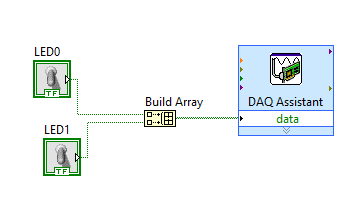 LED0
TF
LED1
TF
Build Array
DAQ Assistant
data